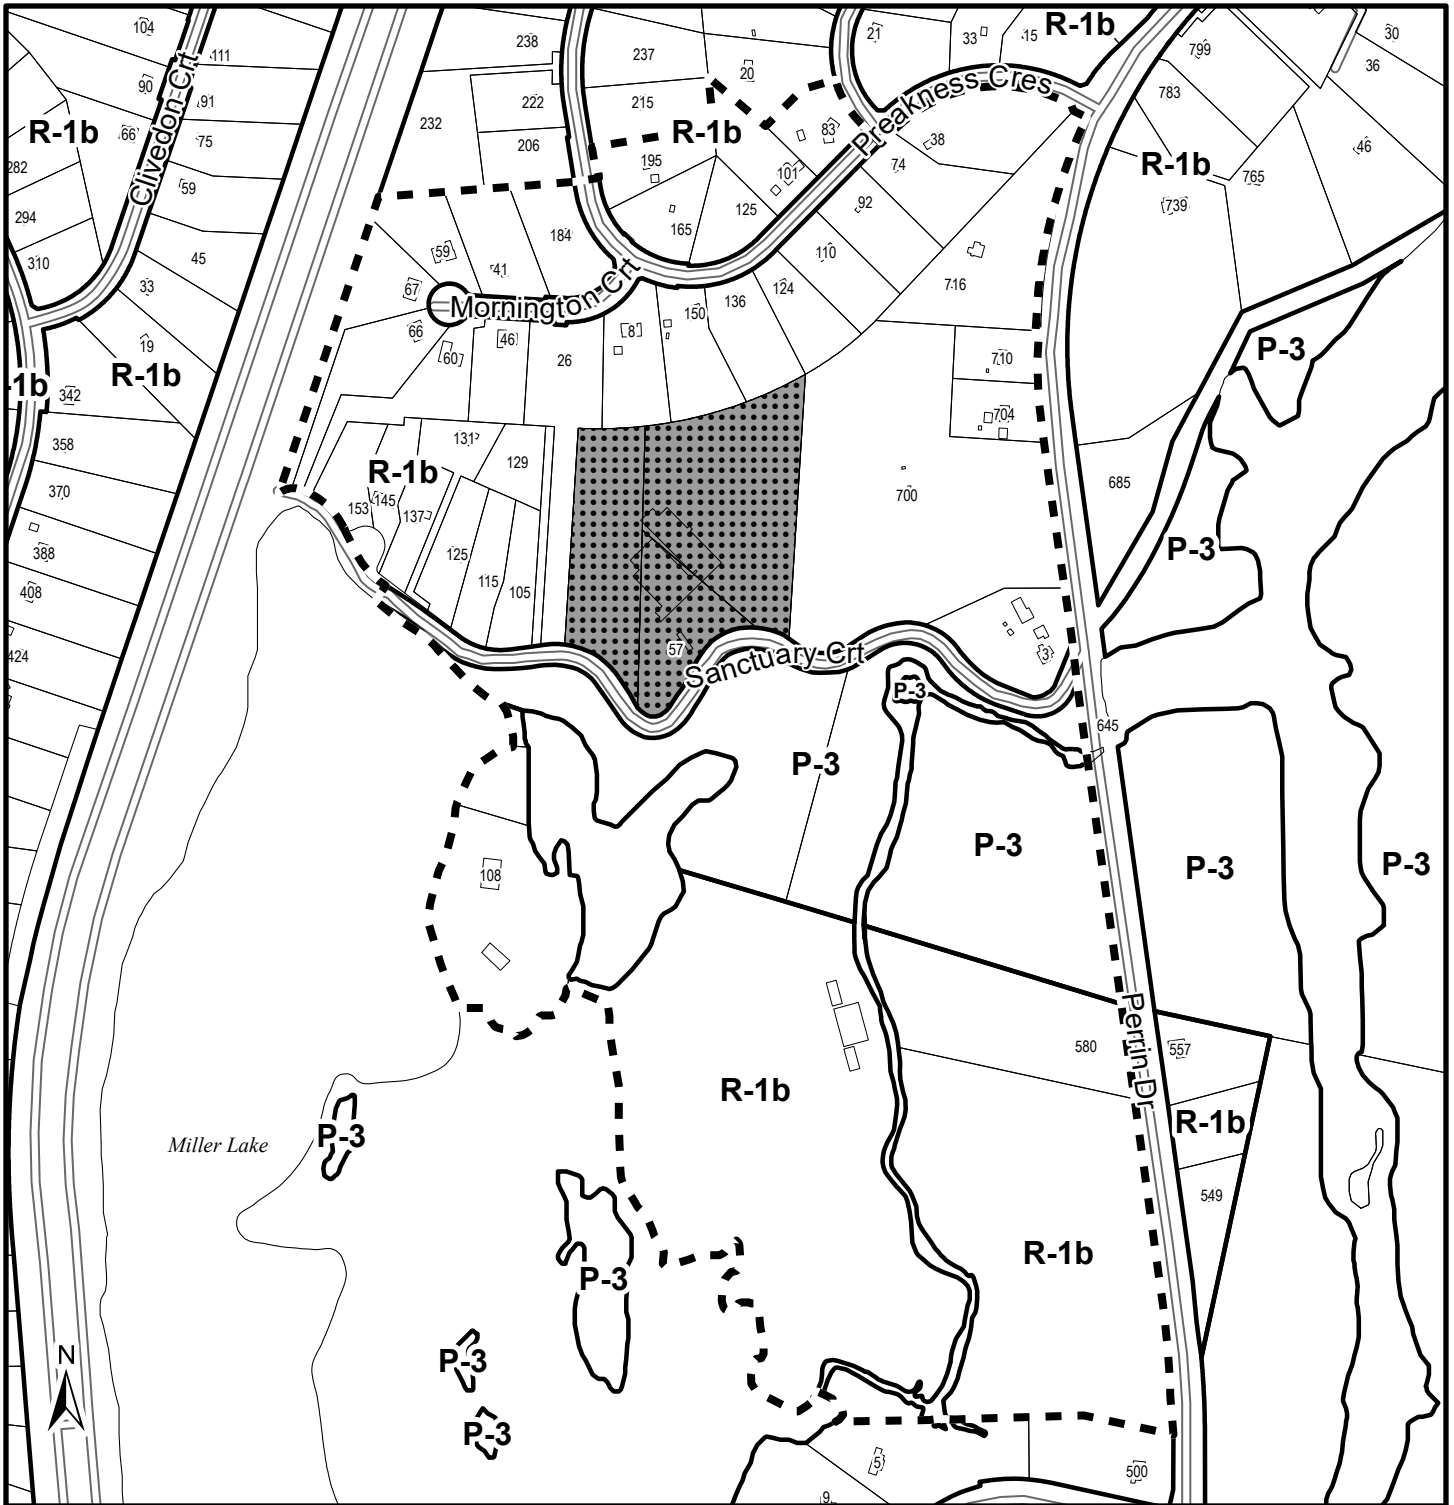 104
111
90
91
R-1b
66
75
282
59
294
310
45
33
Clivedon Crt
19
R-1b
-1b
342
358
370
388
408
424
238
237
20
21
33
15
R-1b
799
30
36
222
215
232
206
R-1b
83
Preakness Cres
38
783
46
195
101
74
R-1b
765
165
125
92
739
184
110
59
41
716
67
Mornington Crt
124
136
150
66
60
46
8
26
710
P-3
704
131
129
R-1b
153
145
137
700
685
125
115
105
P-3
57
Sanctuary Crt
3
P-3
645
P-3
P-3
P-3
P-3
108
Perrin Dr
580
557
R-1b
R-1b
P-3
Miller Lake
549
R-1b
P-3
N
P-3
P-3
5
500
9